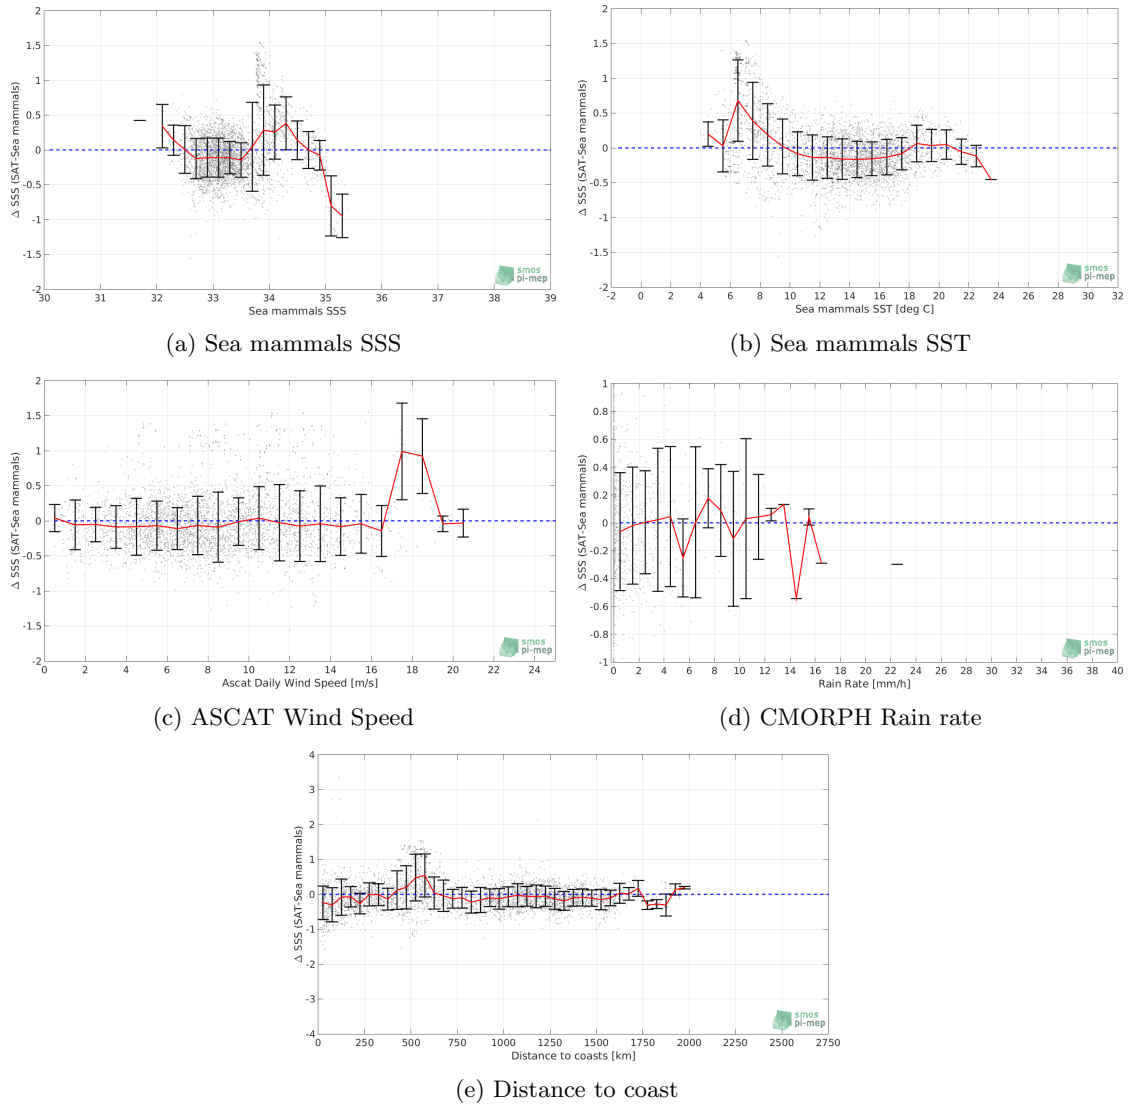 2
1.5
1
0.5
0
-0.5
-1
-1.5
-2
Δ SSS (SAT-Sea mammals)
30 31 32 33 34 35 36 37 38 39
Sea mammals SSS
smos
pi-mep
(a) Sea mammals SSS
2
1.5
1
0.5
0
-0.5
-1
-1.5
-2
Δ SSS (SAT-Sea mammals)
-2 0 2 4 6 8 10 12 14 16 18 20 22 24 26 28 30 32
Sea mammals SST [deg C]
smos
pi-mep
(b) Sea mammals SST
2
1.5
1
0.5
0
-0.5
-1
-1.5
-2
Δ SSS (SAT-Sea mammals)
0 2 4 6 8 10 12 14 16 18 20 22 24
Ascat Daily Wind Speed [m/s]
smos
pi-mep
(c) ASCAT Wind Speed
1
0.8
0.6
0.4
0.2
0
-0.2
-0.4
-0.6
-0.8
-1
Δ SSS (SAT-Sea mammals)
0 2 4 6 8 10 12 14 16 18 20 22 24 26 28 30 32 34 36 38 40
Rain Rate [mm/h]
smos
pi-mep
(d) CMORPH Rain rate
4
3
2
1
0
-1
-2
-3
-4
Δ SSS (SAT-Sea mammals)
0 250 500 750 1000 1250 1500 1750 2000 2250 2500 2750
Distance to coasts [km]
smos
pi-mep
(e) Distance to coast